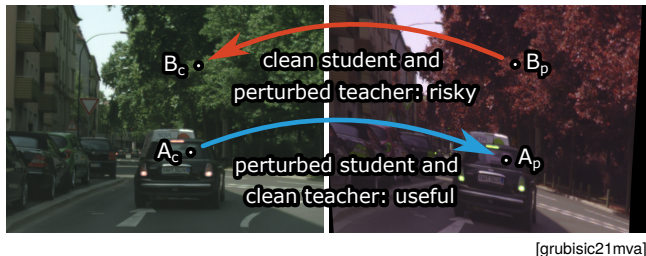 B_c
clean student and
B_p
perturbed teacher: risky
A_c
A_p
perturbed student and
clean teacher: useful
[grubisic21mva]